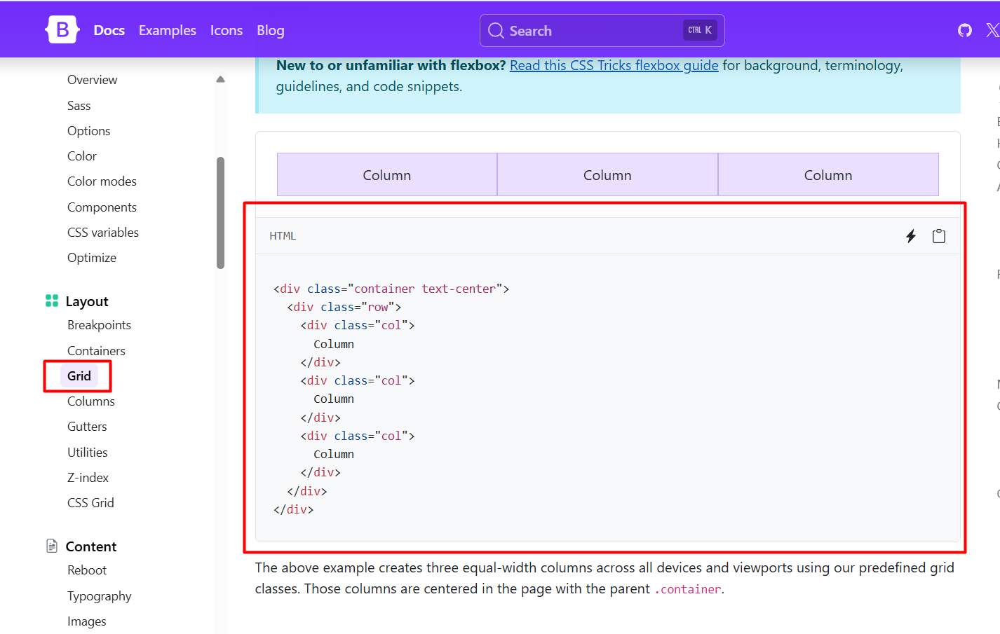 B Docs Examples Icons Blog Search CTRL K
Overview
Sass
Options
Color
Color modes
Components
CSS variables
Optimize
Layout
Breakpoints
Containers
Grid
Columns
Gutters
Utilities
Z-index
CSS Grid
Content
Reboot
Typography
Images
New to or unfamiliar with flexbox? Read this CSS Tricks flexbox guide for background, terminology,
guidelines, and code snippets.
Column Column Column
HTML
<div class="container text-center">
<div class="row">
<div class="col">
Column
</div>
<div class="col">
Column
</div>
<div class="col">
Column
</div>
</div>
</div>
The above example creates three equal-width columns across all devices and viewports using our predefined grid
classes. Those columns are centered in the page with the parent .container.